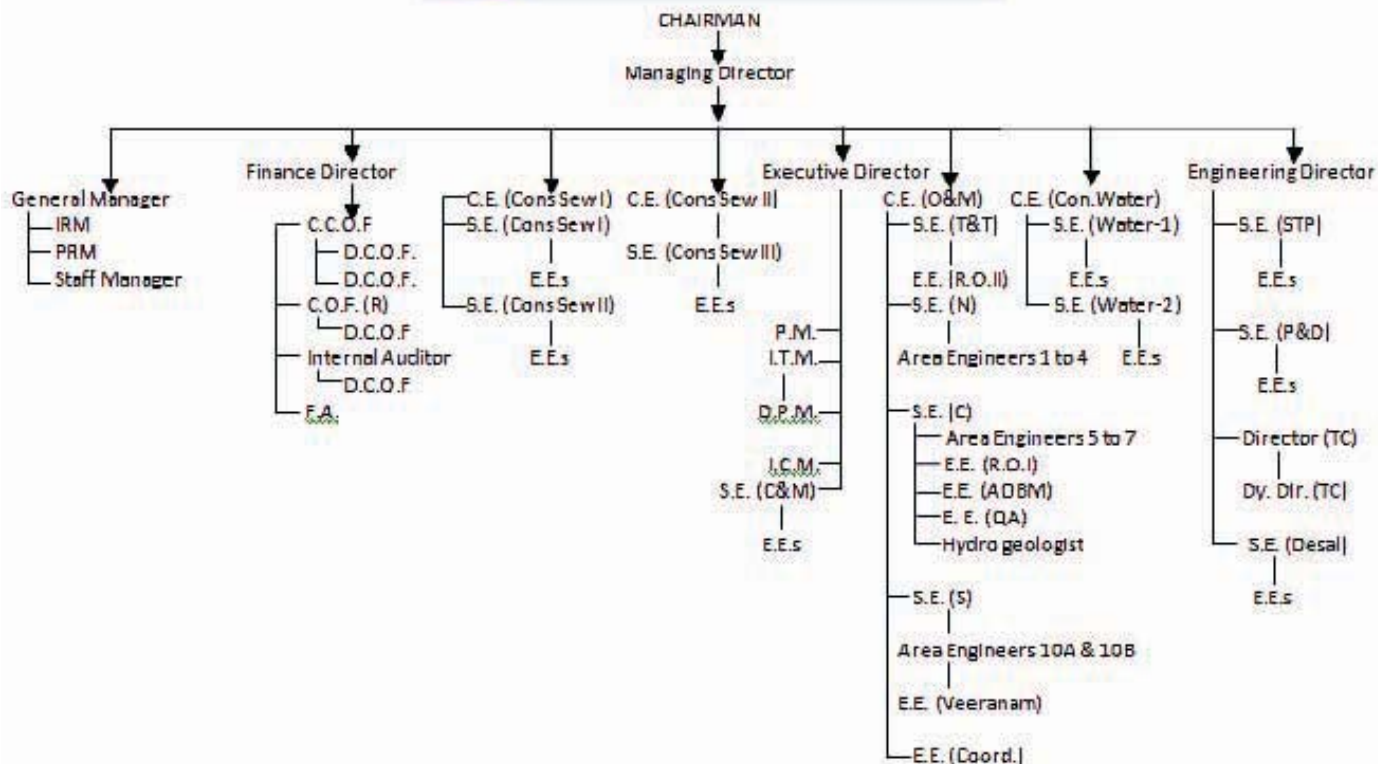 CHAIRMAN
Managing Director
General Manager
IRM
PRM
Staff Manager
Finance Director
C.C.O.F
D.C.O.F.
D.C.O.F.
C.O.F. (R)
D.C.O.F
Internal Auditor
D.C.O.F
F.A.
C.E. (Cons Sew I)
S.E. (Cons Sew I)
E.E.s
S.E. (Cons Sew II)
E.E.s
C.E. (Cons Sew II)
S.E. (Cons Sew III)
E.E.s
Executive Director
P.M.
I.T.M.
D.P.M.
I.C.M.
S.E. (C&M)
E.E.s
C.E. (O&M)
S.E. (T&T)
E.E. (R.O.II)
S.E. (N)
Area Engineers 1 to 4
S.E. (C)
Area Engineers 5 to 7
E.E. (R.O.I)
E.E. (ADBM)
E. E. (QA)
Hydro geologist
S.E. (S)
Area Engineers 10A & 10B
E.E. (Veeranam)
E.E. (Coord.)
C.E. (Con.Water)
S.E. (Water-1)
E.E.s
S.E. (Water-2)
E.E.s
Engineering Director
S.E. (STP)
E.E.s
S.E. (P&D)
E.E.s
Director (TC)
Dy. Dir. (TC)
S.E. (Desal)
E.E.s